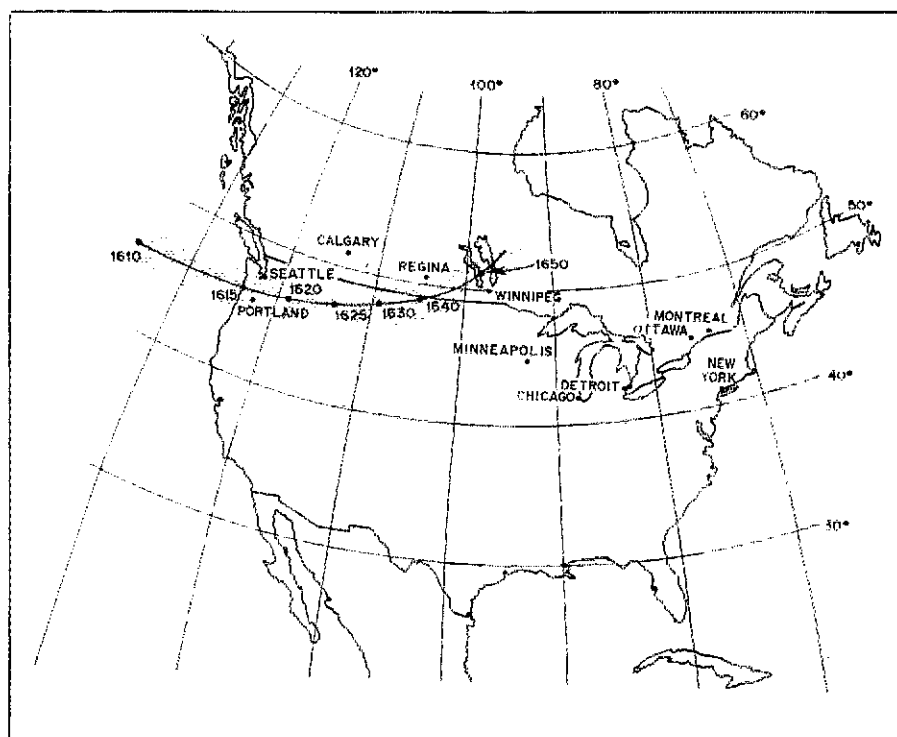 120°
100°
80°
60°
50°
CALGARY
1610
SEATTLE
REGINA
1650
1615
1620
WINNIPEG
PORTLAND
1625
1630
1640
MONTREAL
OTTAWA
MINNEAPOLIS
NEW
YORK
DETROIT
CHICAGO
40°
30°